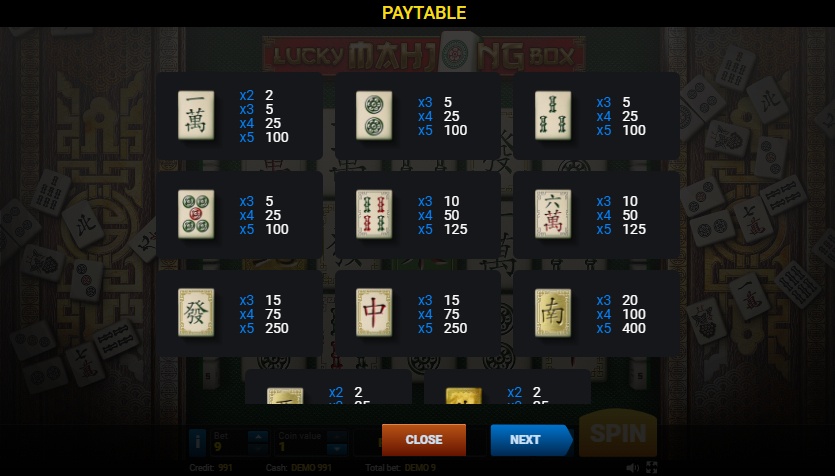 PAYTABLE
LUCKY MAHJONG BOX
一萬
x2 2
x3 5
x4 25
x5 100
x3 5
x4 25
x5 100
x3 5
x4 25
x5 100
x3 5
x4 25
x5 100
x3 10
x4 50
x5 125
六萬
x3 10
x4 50
x5 125
發
x3 15
x4 75
x5 250
中
x3 15
x4 75
x5 250
南
x3 20
x4 100
x5 400
x2 2
x2 2
Bet
9
Coin value
1
CLOSE
NEXT
SPIN
Credit: 991
Cash: DEMO 991
Total bet: DEMO 9